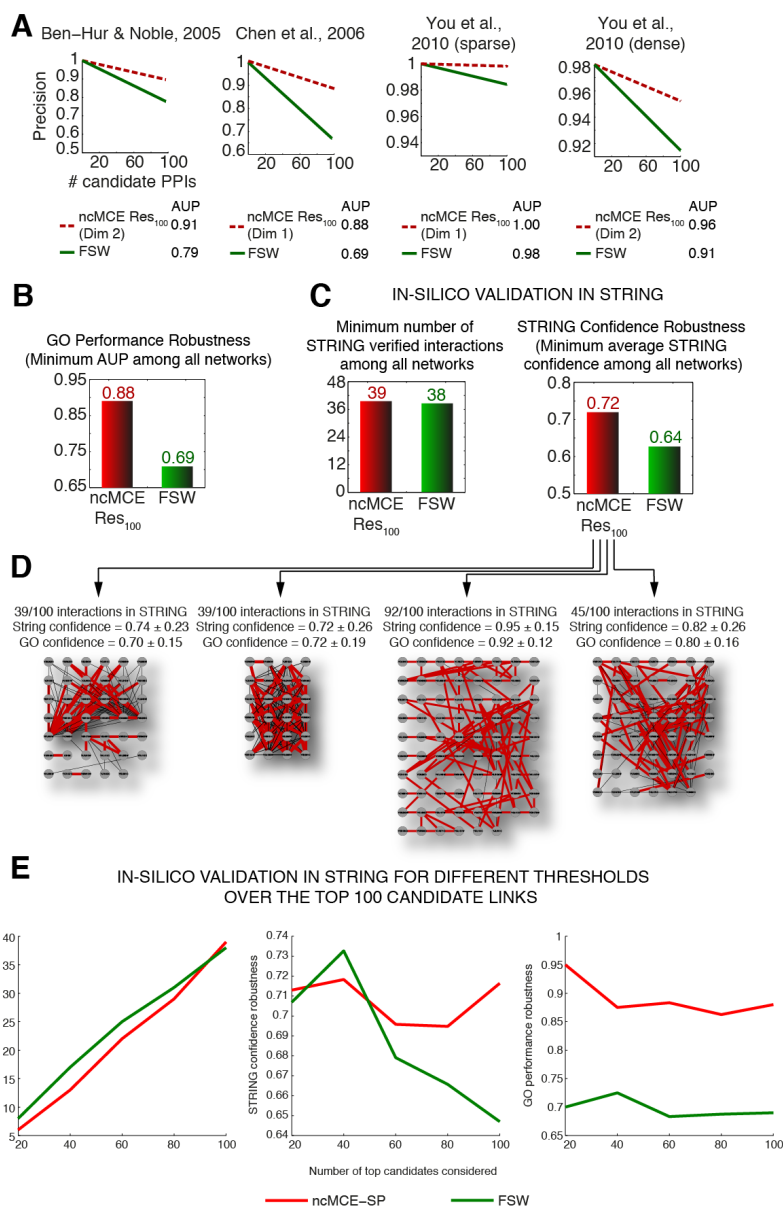 A
Ben-Hur & Noble, 2005
Chen et al., 2006
You et al.,
2010 (sparse)
You et al.,
2010 (dense)
Precision
1
0.9
0.8
0.7
0.6
0.5
20 60 100
# candidate PPIs
1
0.9
0.8
0.7
0.6
20 60 100
1
0.98
0.96
0.94
20 60 100
0.98
0.96
0.94
0.92
20 60 100
AUP
ncMCE Res100 0.91
(Dim 2)
FSW 0.79
AUP
ncMCE Res100 0.88
(Dim 1)
FSW 0.69
AUP
ncMCE Res100 1.00
(Dim 1)
FSW 0.98
AUP
ncMCE Res100 0.96
(Dim 2)
FSW 0.91
B
GO Performance Robustness
(Minimum AUP among all networks)
0.95
0.85
0.75
0.65
0.88
0.69
ncMCE
Res100
FSW
C
IN-SILICO VALIDATION IN STRING
Minimum number of
STRING verified interactions
among all networks
48
36
24
12
0
39
38
ncMCE
FSW
STRING Confidence Robustness
(Minimum average STRING
confidence among all networks)
0.8
0.7
0.6
0.5
0.72
0.64
ncMCE
Res100
FSW
D
39/100 interactions in STRING
String confidence = 0.74 ± 0.23
GO confidence = 0.70 ± 0.15
39/100 interactions in STRING
String confidence = 0.72 ± 0.26
GO confidence = 0.72 ± 0.19
92/100 interactions in STRING
String confidence = 0.95 ± 0.15
GO confidence = 0.92 ± 0.12
45/100 interactions in STRING
String confidence = 0.82 ± 0.26
GO confidence = 0.80 ± 0.16
E
IN-SILICO VALIDATION IN STRING FOR DIFFERENT THRESHOLDS
OVER THE TOP 100 CANDIDATE LINKS
40
35
30
25
20
15
10
5
20 40 60 80 100
STRING confidence robustness
0.74
0.73
0.72
0.71
0.7
0.69
0.68
0.67
0.66
0.65
0.64
20 40 60 80 100
GO performance robustness
1
0.95
0.9
0.85
0.8
0.75
0.7
0.65
20 40 60 80 100
Number of top candidates considered
ncMCE-SP
FSW